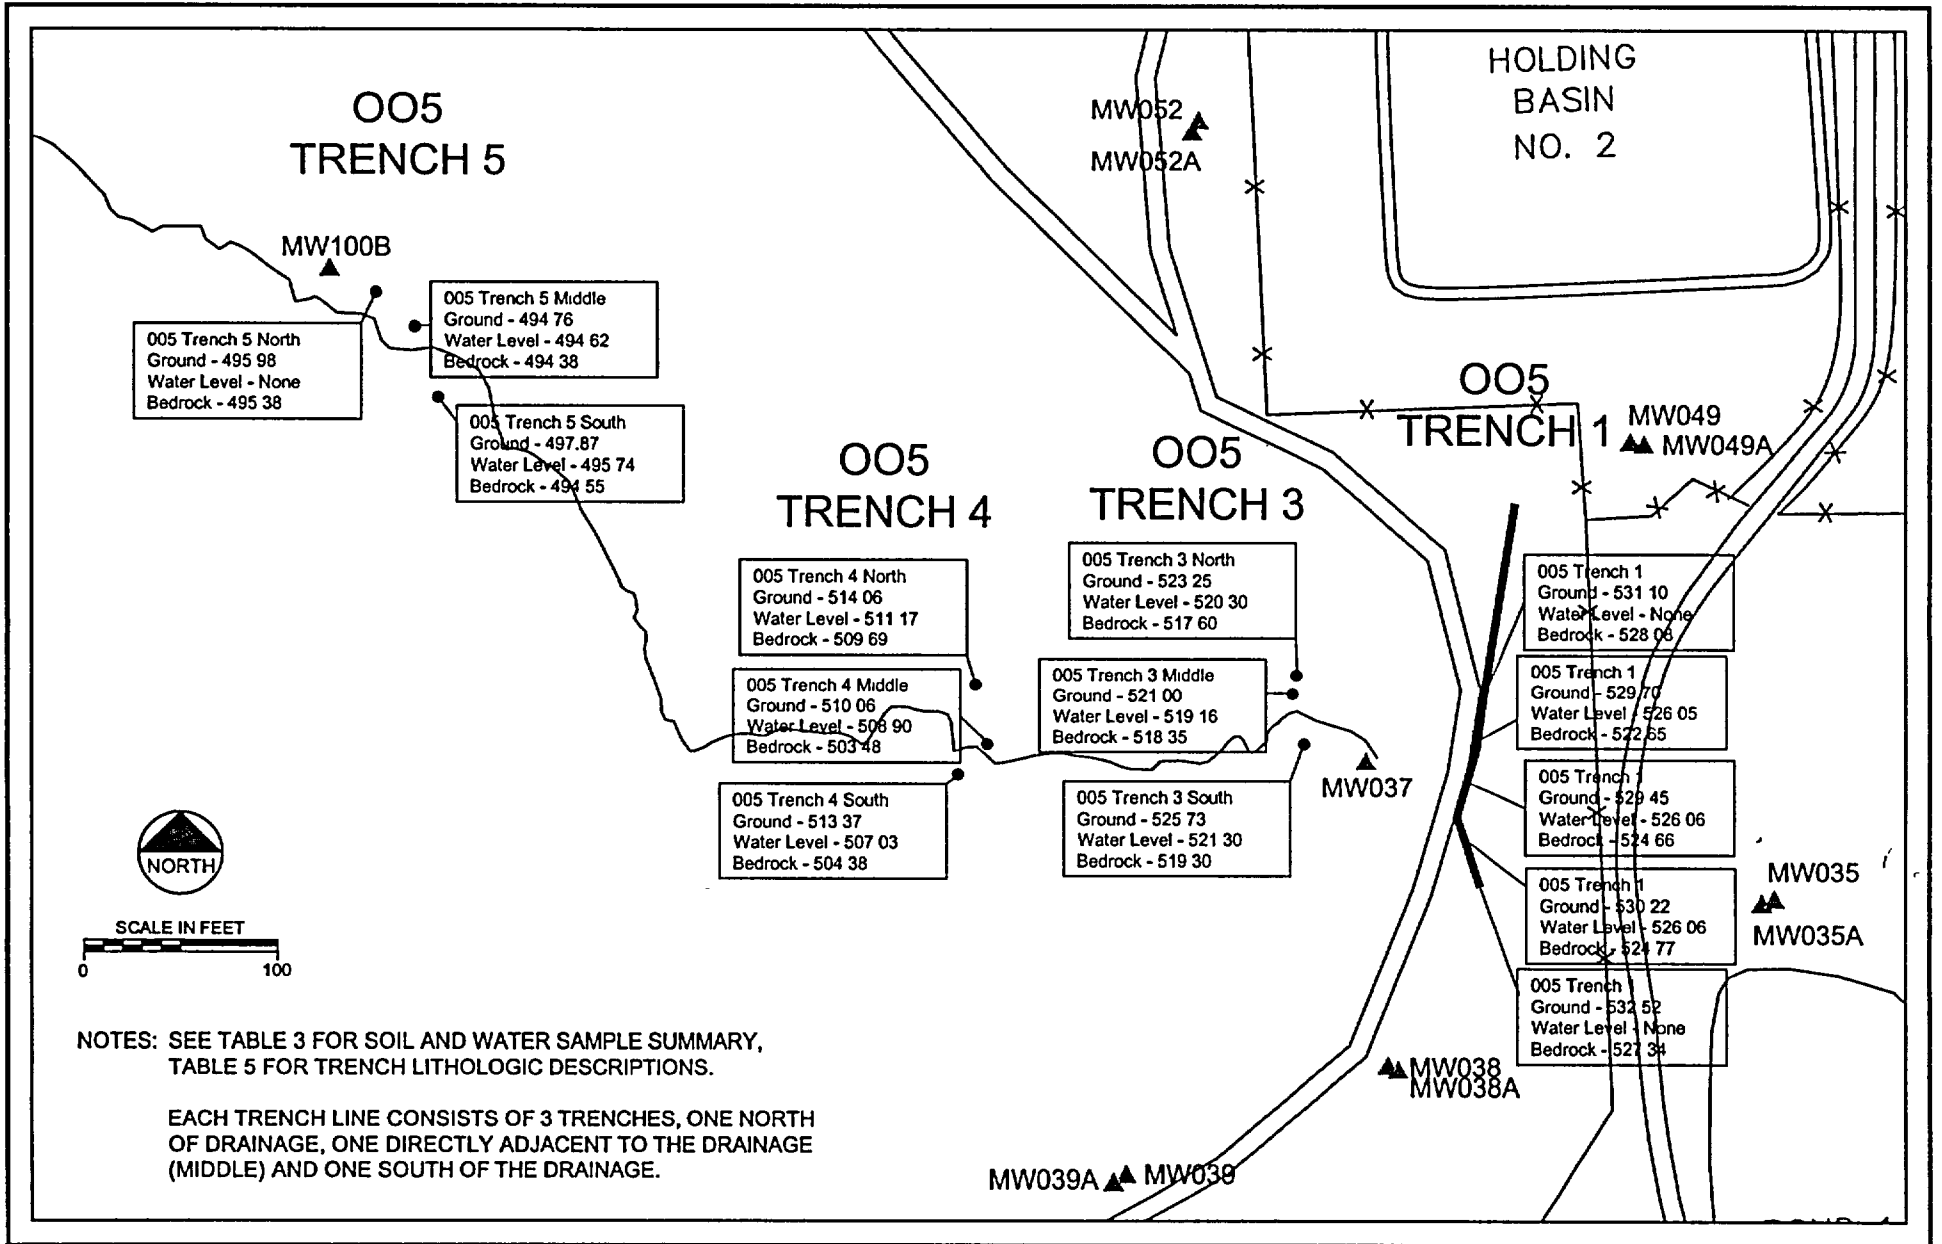 OO5
TRENCH 5
MW100B
005 Trench 5 North
Ground - 495 98
Water Level - None
Bedrock - 495 38
005 Trench 5 Middle
Ground - 494 76
Water Level - 494 62
Bedrock - 494 38
005 Trench 5 South
Ground - 497.87
Water Level - 495 74
Bedrock - 494 55
MW052
MW052A
HOLDING
BASIN
NO. 2
OO5
TRENCH 4
005 Trench 4 North
Ground - 514 06
Water Level - 511 17
Bedrock - 509 69
005 Trench 4 Middle
Ground - 510 06
Water Level - 508 90
Bedrock - 503 48
005 Trench 4 South
Ground - 513 37
Water Level - 507 03
Bedrock - 504 38
OO5
TRENCH 3
005 Trench 3 North
Ground - 523 25
Water Level - 520 30
Bedrock - 517 60
005 Trench 3 Middle
Ground - 521 00
Water Level - 519 16
Bedrock - 518 35
005 Trench 3 South
Ground - 525 73
Water Level - 521 30
Bedrock - 519 30
MW037
OO5
TRENCH 1
MW049
MW049A
005 Trench 1
Ground - 531 10
Water Level - None
Bedrock - 528 08
005 Trench 1
Ground - 529 70
Water Level - 526 05
Bedrock - 522 65
005 Trench 1
Ground - 529 45
Water Level - 526 06
Bedrock - 524 66
005 Trench 1
Ground - 530 22
Water Level - 526 06
Bedrock - 524 77
005 Trench
Ground - 532 52
Water Level - None
Bedrock - 527 34
MW035
MW035A
MW038
MW038A
MW039A
MW039
NORTH
SCALE IN FEET
0 100
NOTES: SEE TABLE 3 FOR SOIL AND WATER SAMPLE SUMMARY,
TABLE 5 FOR TRENCH LITHOLOGIC DESCRIPTIONS.
EACH TRENCH LINE CONSISTS OF 3 TRENCHES, ONE NORTH
OF DRAINAGE, ONE DIRECTLY ADJACENT TO THE DRAINAGE
(MIDDLE) AND ONE SOUTH OF THE DRAINAGE.